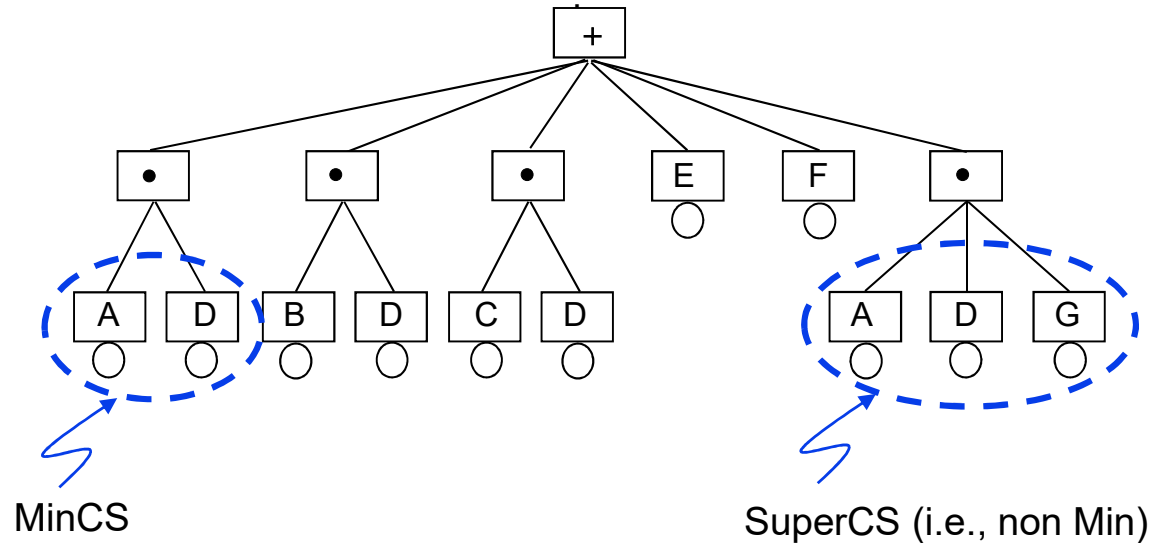 +
• • • E F •
A D B D C D A D G
MinCS
SuperCS (i.e., non Min)